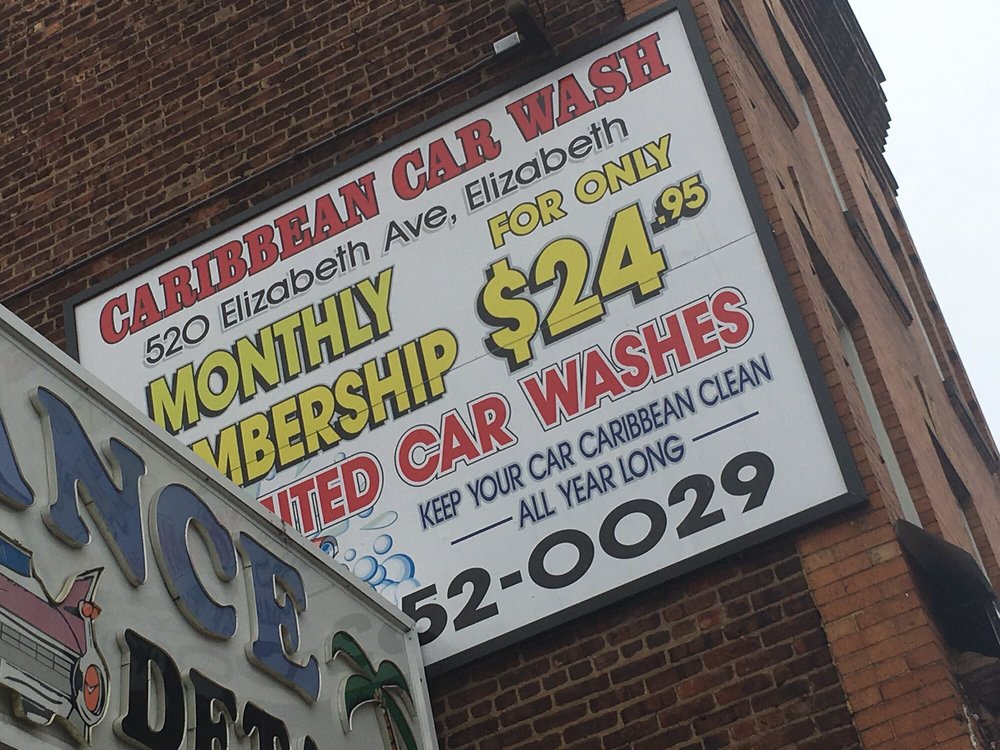 CARIBBEAN CAR WASH
520 Elizabeth Ave, Elizabeth
MONTHLY
MBERSHIP
FOR ONLY
$24.95
ITED CAR WASHES
KEEP YOUR CAR CARIBBEAN CLEAN
ALL YEAR LONG
52-0029
ANCE
DET